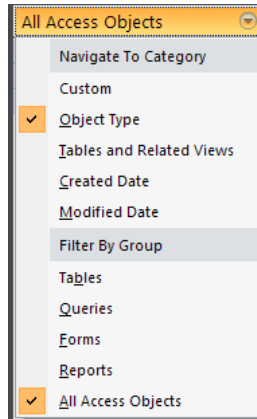 All Access Objects
Navigate To Category
Custom
Object Type
Tables and Related Views
Created Date
Modified Date
Filter By Group
Tables
Queries
Forms
Reports
All Access Objects